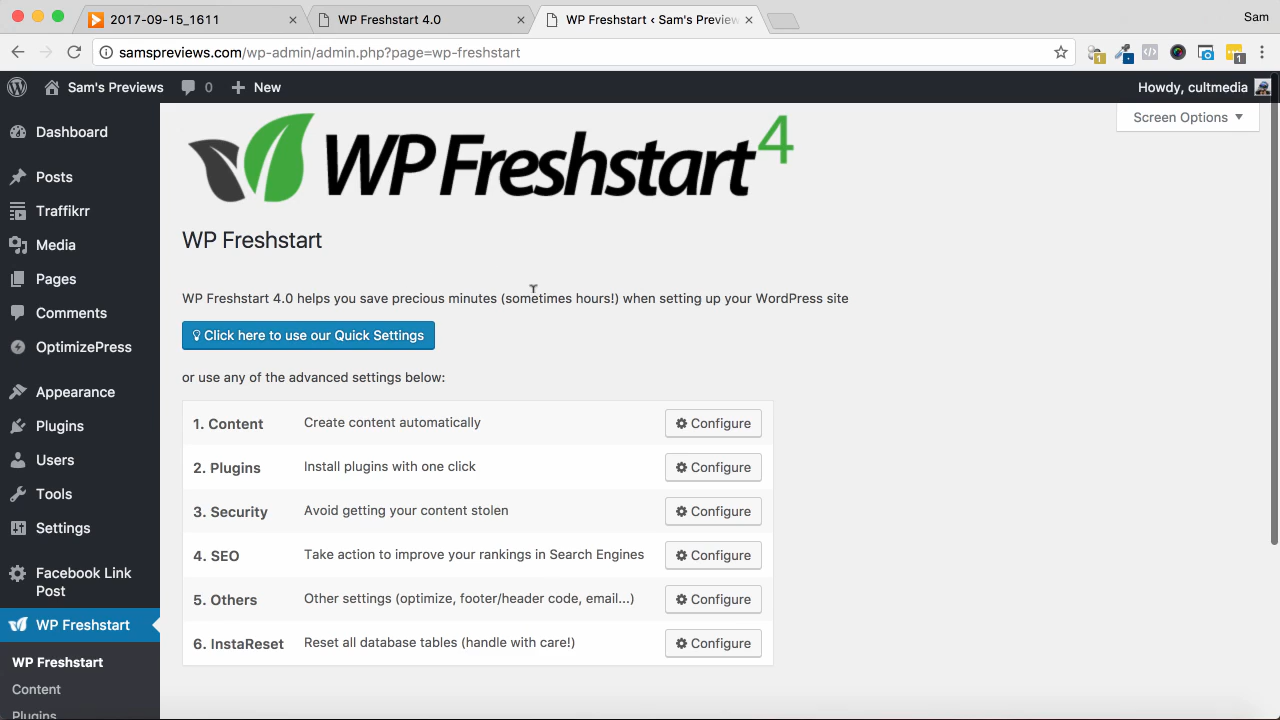 2017-09-15_1611
WP Freshstart 4.0
WP Freshstart ‹ Sam's Preview
Sam
samspreviews.com/wp-admin/admin.php?page=wp-freshstart
1
1
Sam's Previews
0
New
Howdy, cultmedia
Screen Options
Dashboard
Posts
Traffikrr
Media
Pages
Comments
OptimizePress
Appearance
Plugins
Users
Tools
Settings
Facebook Link
Post
WP Freshstart
WP Freshstart
Content
Plugins
WP Freshstart 4
WP Freshstart
WP Freshstart 4.0 helps you save precious minutes (sometimes hours!) when setting up your WordPress site
Click here to use our Quick Settings
or use any of the advanced settings below:
1. Content Create content automatically Configure
2. Plugins Install plugins with one click Configure
3. Security Avoid getting your content stolen Configure
4. SEO Take action to improve your rankings in Search Engines Configure
5. Others Other settings (optimize, footer/header code, email...) Configure
6. InstaReset Reset all database tables (handle with care!) Configure